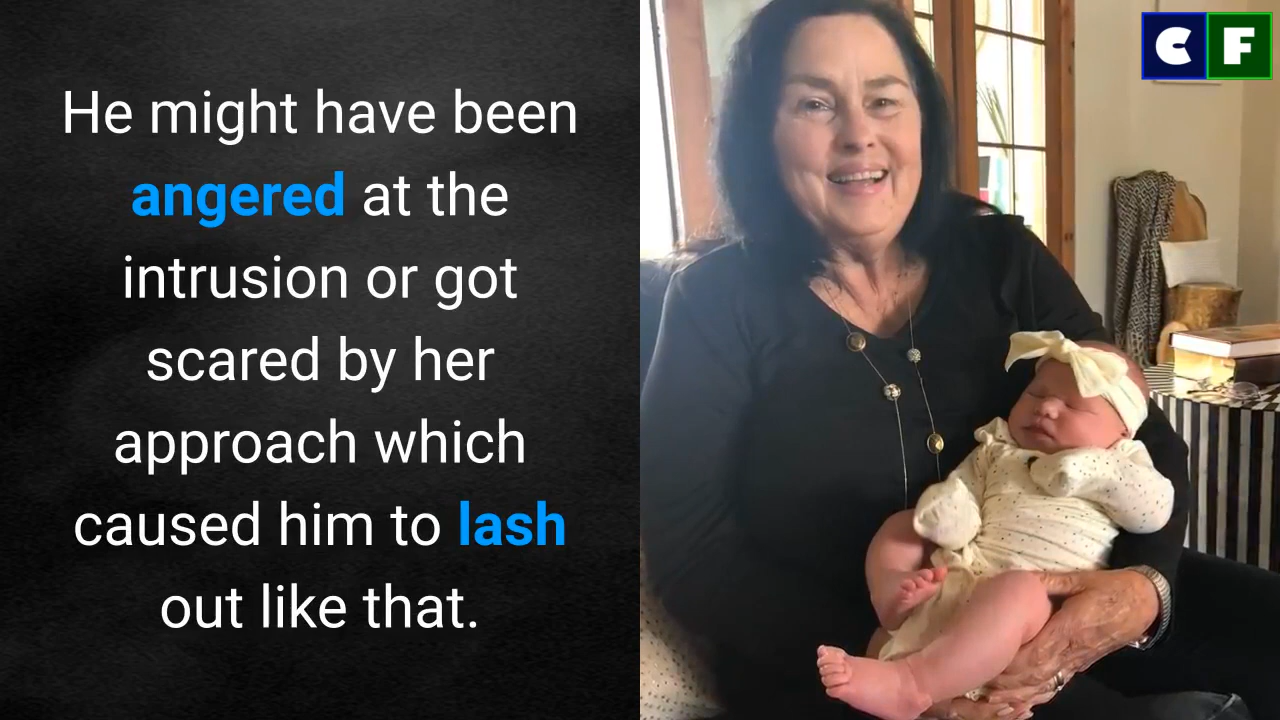 He might have been
angered at the
intrusion or got
scared by her
approach which
caused him to lash
out like that.
C F